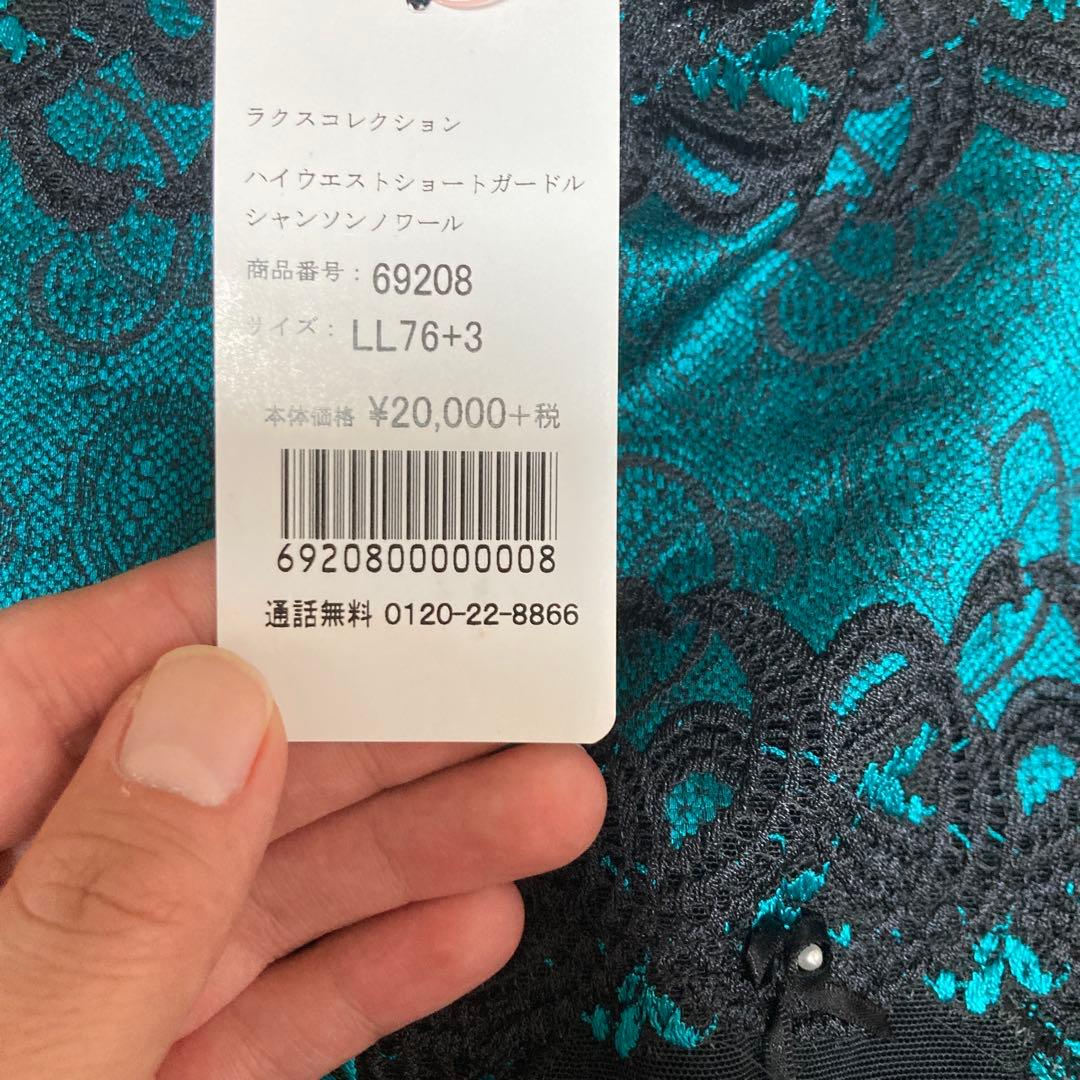 ラクスコレクション
ハイウエストショートガードル
シャンソンノワール
商品番号：69208
サイズ：LL76+3
本体価格 ¥20,000+税
6920800000008
通話無料 0120-22-8866